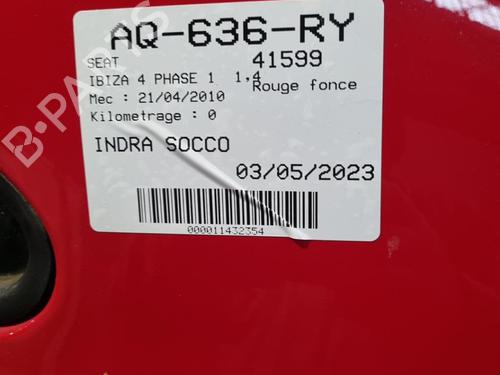 AQ-636-RY
SEAT 41599
IBIZA 4 PHASE 1 1,4
Rouge fonce
Mec : 21/04/2010
Kilometrage : 0
INDRA SOCCO
03/05/2023
000011432354
B-PARTS